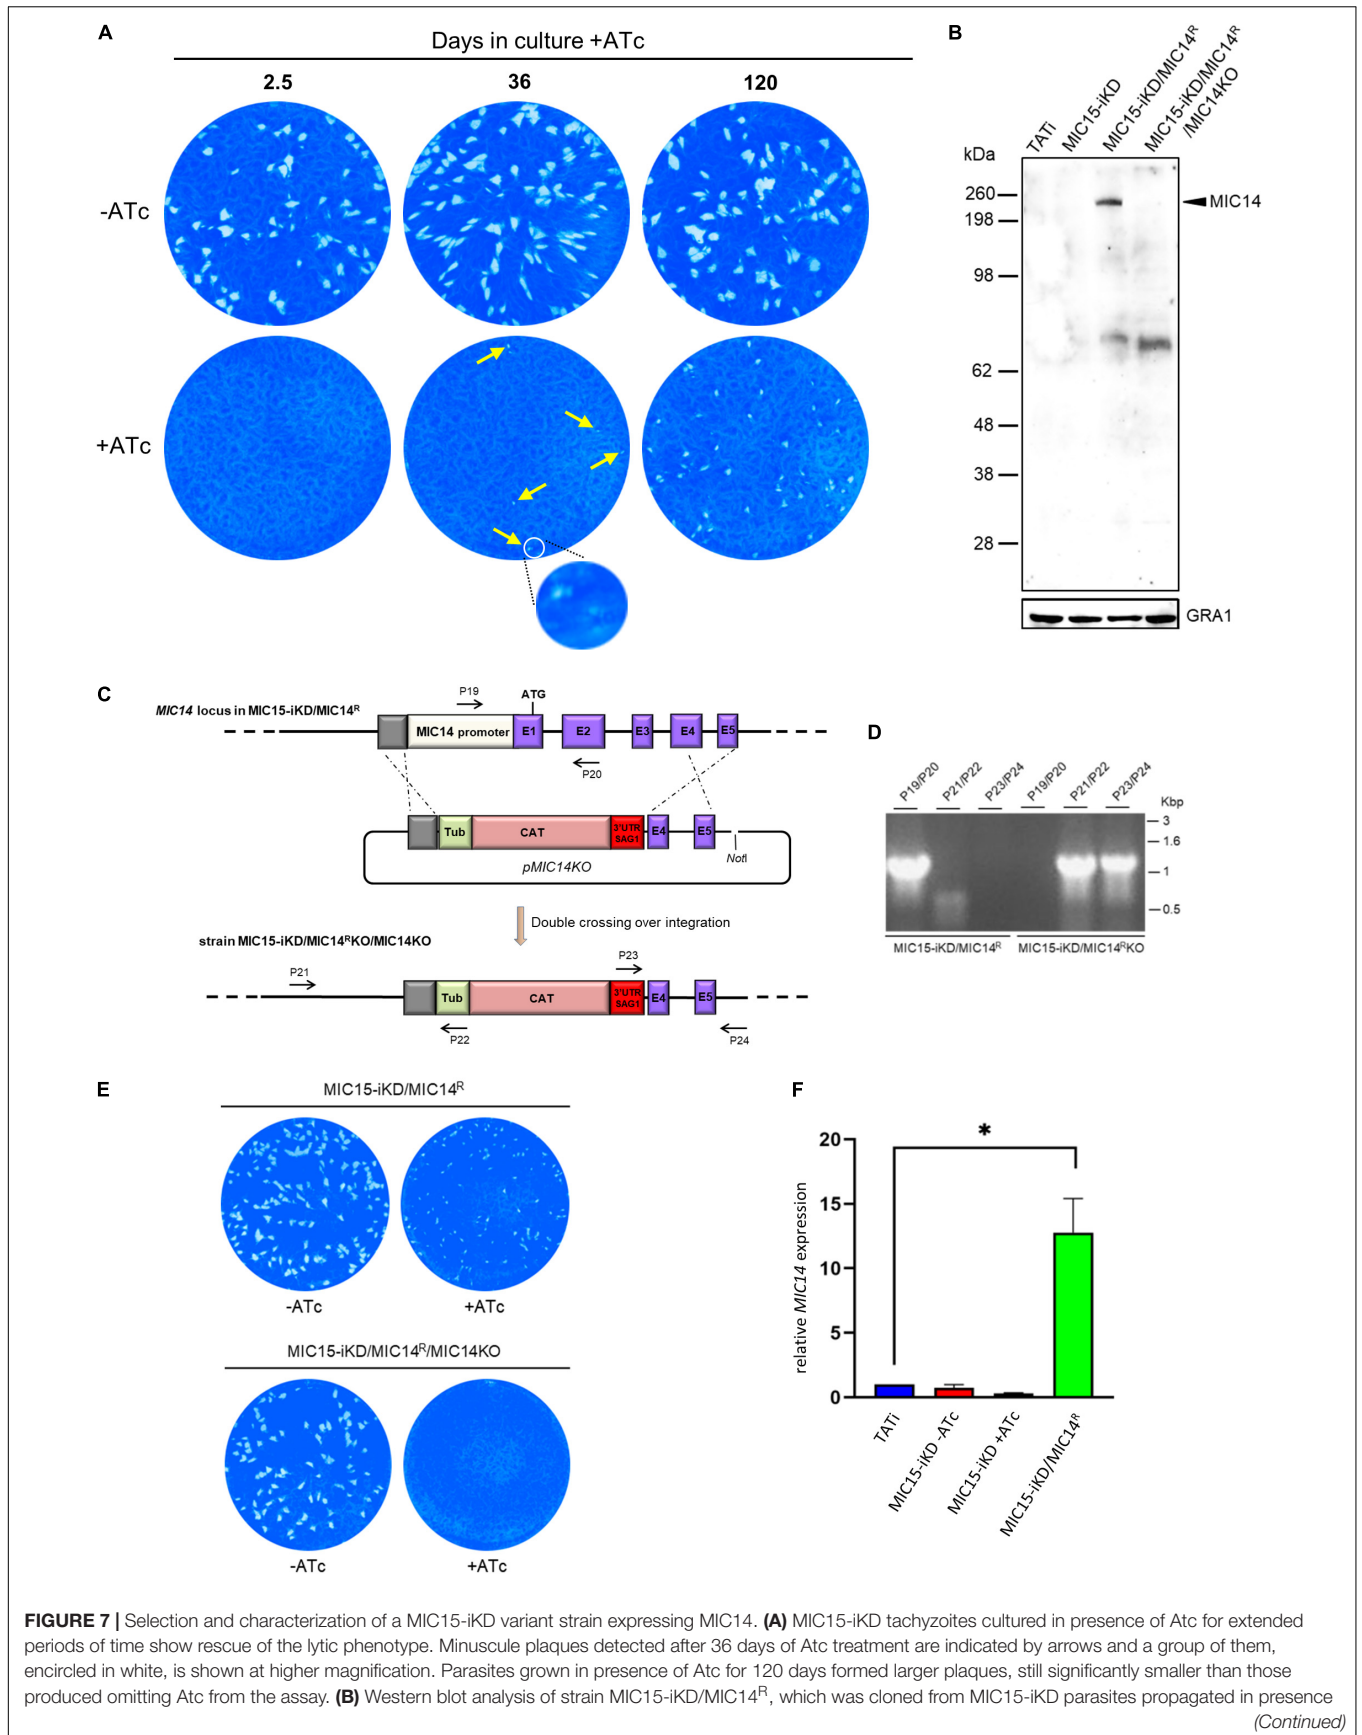 A
Days in culture +ATc
2.5 36 120
-ATc
+ATc
B
TATi
MIC15-iKD
MIC15-iKD/MIC14R
MIC15-iKD/MIC14R
/MIC14KO
kDa
260
198
98
62
48
38
28
MIC14
GRA1
C
MIC14 locus in MIC15-iKD/MIC14R
P19
ATG
MIC14 promoter E1 E2 E3 E4 E5
P20
Tub CAT 3'UTR SAG1 E4 E5
NotI
pMIC14KO
Double crossing over integration
strain MIC15-iKD/MIC14RKO/MIC14KO
P21
P23
Tub CAT 3'UTR SAG1 E4 E5
P22
P24
D
P19/P20 P21/P22 P23/P24 P19/P20 P21/P22 P23/P24
Kbp
3
1.6
1
0.5
MIC15-iKD/MIC14R MIC15-iKD/MIC14RKO
E
MIC15-iKD/MIC14R
-ATc +ATc
MIC15-iKD/MIC14R/MIC14KO
-ATc +ATc
F
relative MIC14 expression
20
15
10
5
0
*
TATi
MIC15-iKD -ATc
MIC15-iKD +ATc
MIC15-iKD/MIC14R
FIGURE 7 | Selection and characterization of a MIC15-iKD variant strain expressing MIC14. (A) MIC15-iKD tachyzoites cultured in presence of Atc for extended
periods of time show rescue of the lytic phenotype. Minuscule plaques detected after 36 days of Atc treatment are indicated by arrows and a group of them,
encircled in white, is shown at higher magnification. Parasites grown in presence of Atc for 120 days formed larger plaques, still significantly smaller than those
produced omitting Atc from the assay. (B) Western blot analysis of strain MIC15-iKD/MIC14R, which was cloned from MIC15-iKD parasites propagated in presence
(Continued)